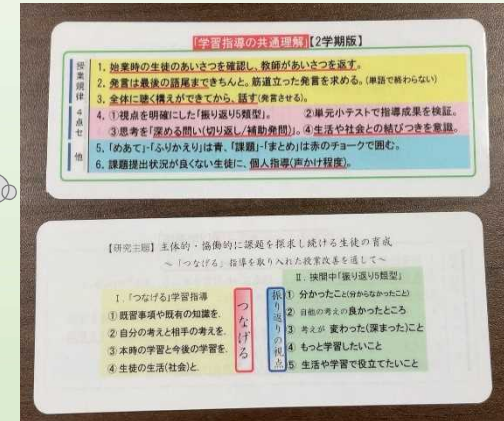 「学習指導の共通理解」【2学期版】
授業規律
1. 始業時の生徒のあいさつを確認し、教師があいさつを返す。
2. 発言は最後の語尾まできちんと。筋道立った発言を求める。(単語で終わらない)
3. 全体に聴く構えができてから、話す(発言させる)。
4点セ
4. ①視点を明確にした「振り返り5類型」。 ②単元小テストで指導成果を検証。
③思考を「深める問い(切り返し/補助発問)」。④生活や社会との結びつきを意識。
他
5. 「めあて」・「ふりかえり」は青、「課題」・「まとめ」は赤のチョークで囲む。
6. 課題提出状況が良くない生徒に、個人指導(声かけ程度)。
【研究主題】主体的・協働的に課題を探求し続ける生徒の育成
～「つなげる」指導を取り入れた授業改善を通して～
Ⅰ.「つなげる」学習指導
① 既習事項や既有の知識を.
② 自分の考えと相手の考えを.
③ 本時の学習と今後の学習を.
④ 生徒の生活(社会)と.
つなげる
振り返りの視点
Ⅱ. 挾間中「振り返り5類型」
① 分かったこと(分からなかったこと)
② 自他の考えの良かったところ
③ 考えが 変わった(深まった)こと
④ もっと学習したいこと
⑤ 生活や学習で役立てたいこと